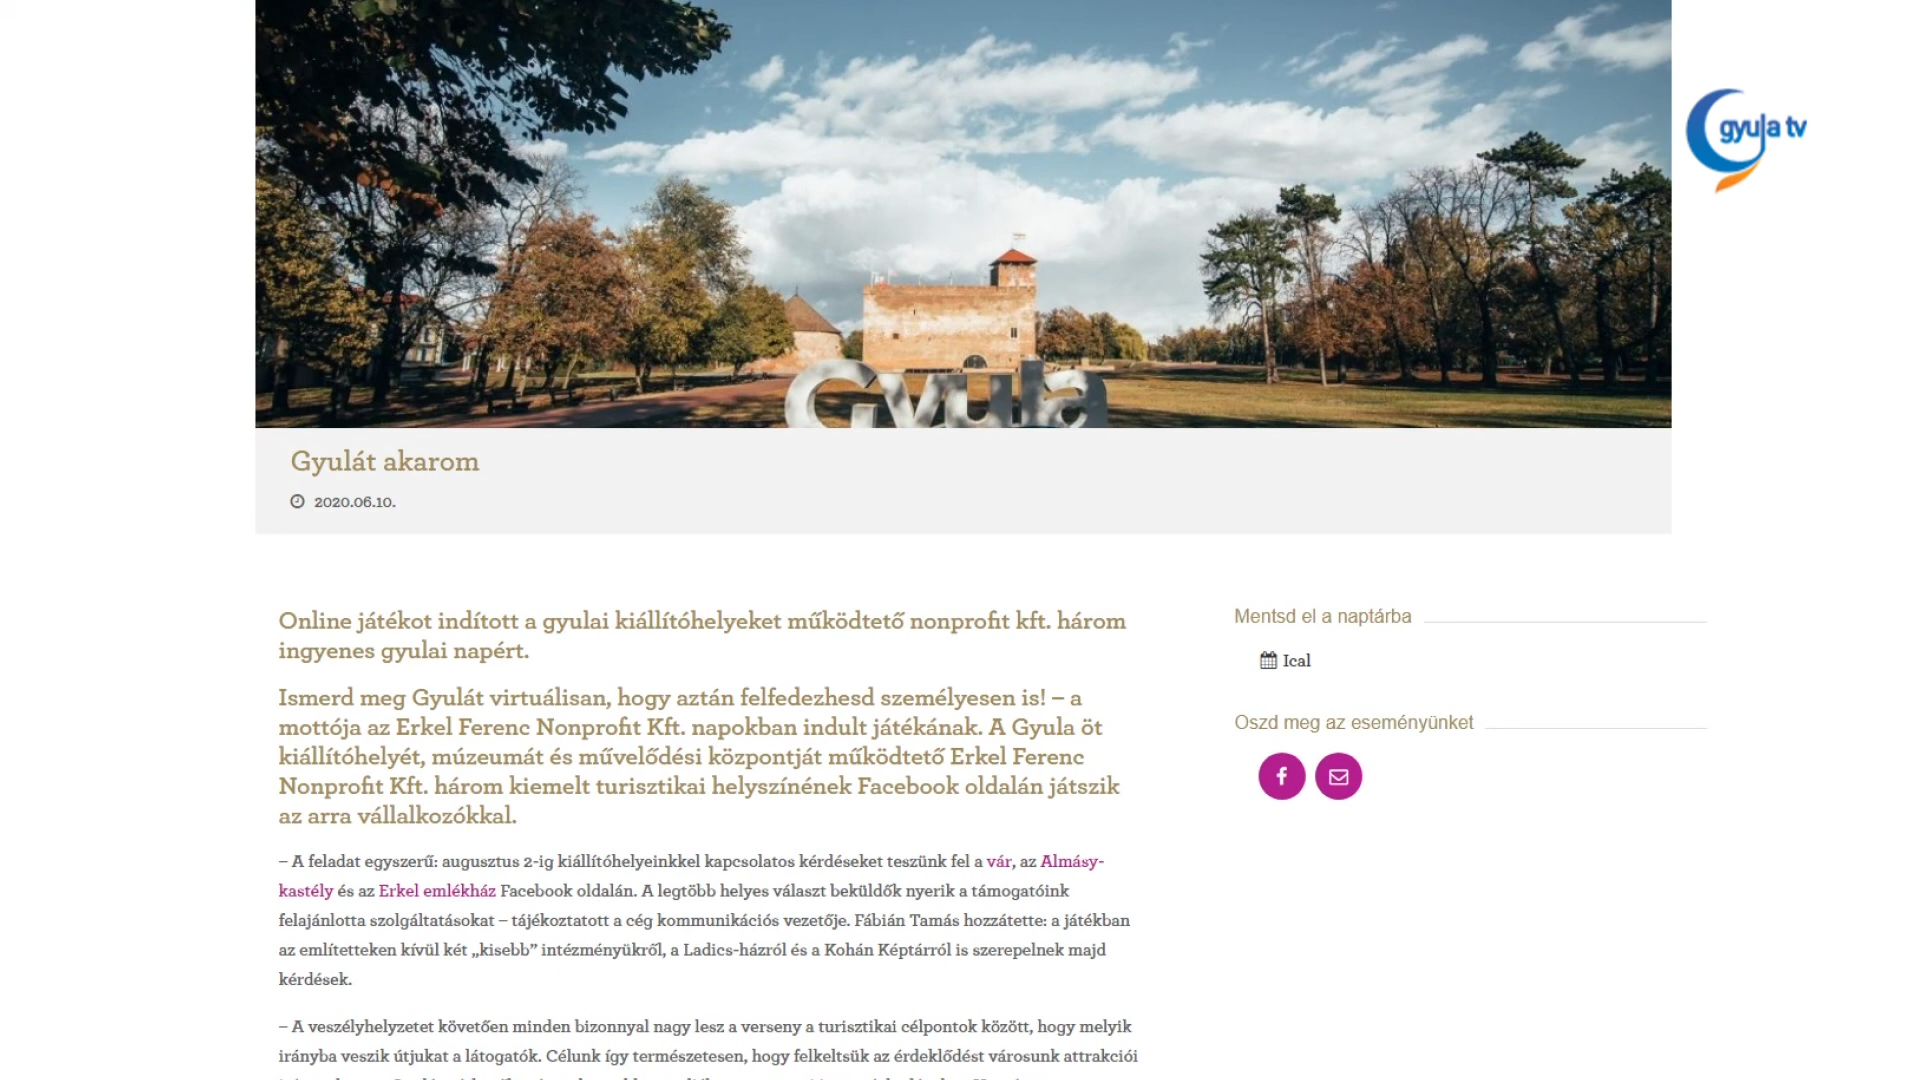 gyula tv
Gyula
Gyulát akarom
2020.06.10.
Online játékot indított a gyulai kiállítóhelyeket működtető nonprofit kft. három
ingyenes gyulai napért.
Ismerd meg Gyulát virtuálisan, hogy aztán felfedezhesd személyesen is! – a
mottója az Erkel Ferenc Nonprofit Kft. napokban indult játékának. A Gyula öt
kiállítóhelyét, múzeumát és művelődési központját működtető Erkel Ferenc
Nonprofit Kft. három kiemelt turisztikai helyszínének Facebook oldalán játszik
az arra vállalkozókkal.
– A feladat egyszerű: augusztus 2-ig kiállítóhelyeinkkel kapcsolatos kérdéseket teszünk fel a vár, az Almásy-
kastély és az Erkel emlékház Facebook oldalán. A legtöbb helyes választ beküldők nyerik a támogatóink
felajánlotta szolgáltatásokat – tájékoztatott a cég kommunikációs vezetője. Fábián Tamás hozzátette: a játékban
az említetteken kívül két „kisebb” intézményükről, a Ladics-házról és a Kohán Képtárról is szerepelnek majd
kérdések.
– A veszélyhelyzetet követően minden bizonnyal nagy lesz a verseny a turisztikai célpontok között, hogy melyik
irányba veszik útjukat a látogatók. Célunk így természetesen, hogy felkeltsük az érdeklődést városunk attrakciói
Mentsd el a naptárba
Ical
Oszd meg az eseményünket